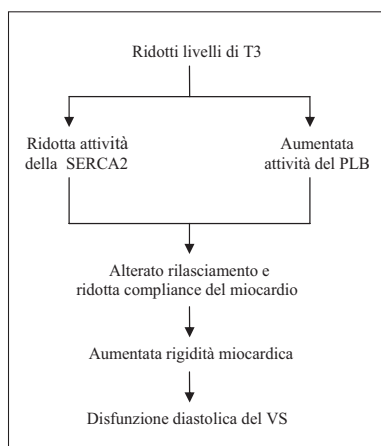 Ridotti livelli di T3
Ridotta attività
della SERCA2
Aumentata
attività del PLB
Alterato rilasciamento e
ridotta compliance del miocardio
Aumentata rigidità miocardica
Disfunzione diastolica del VS